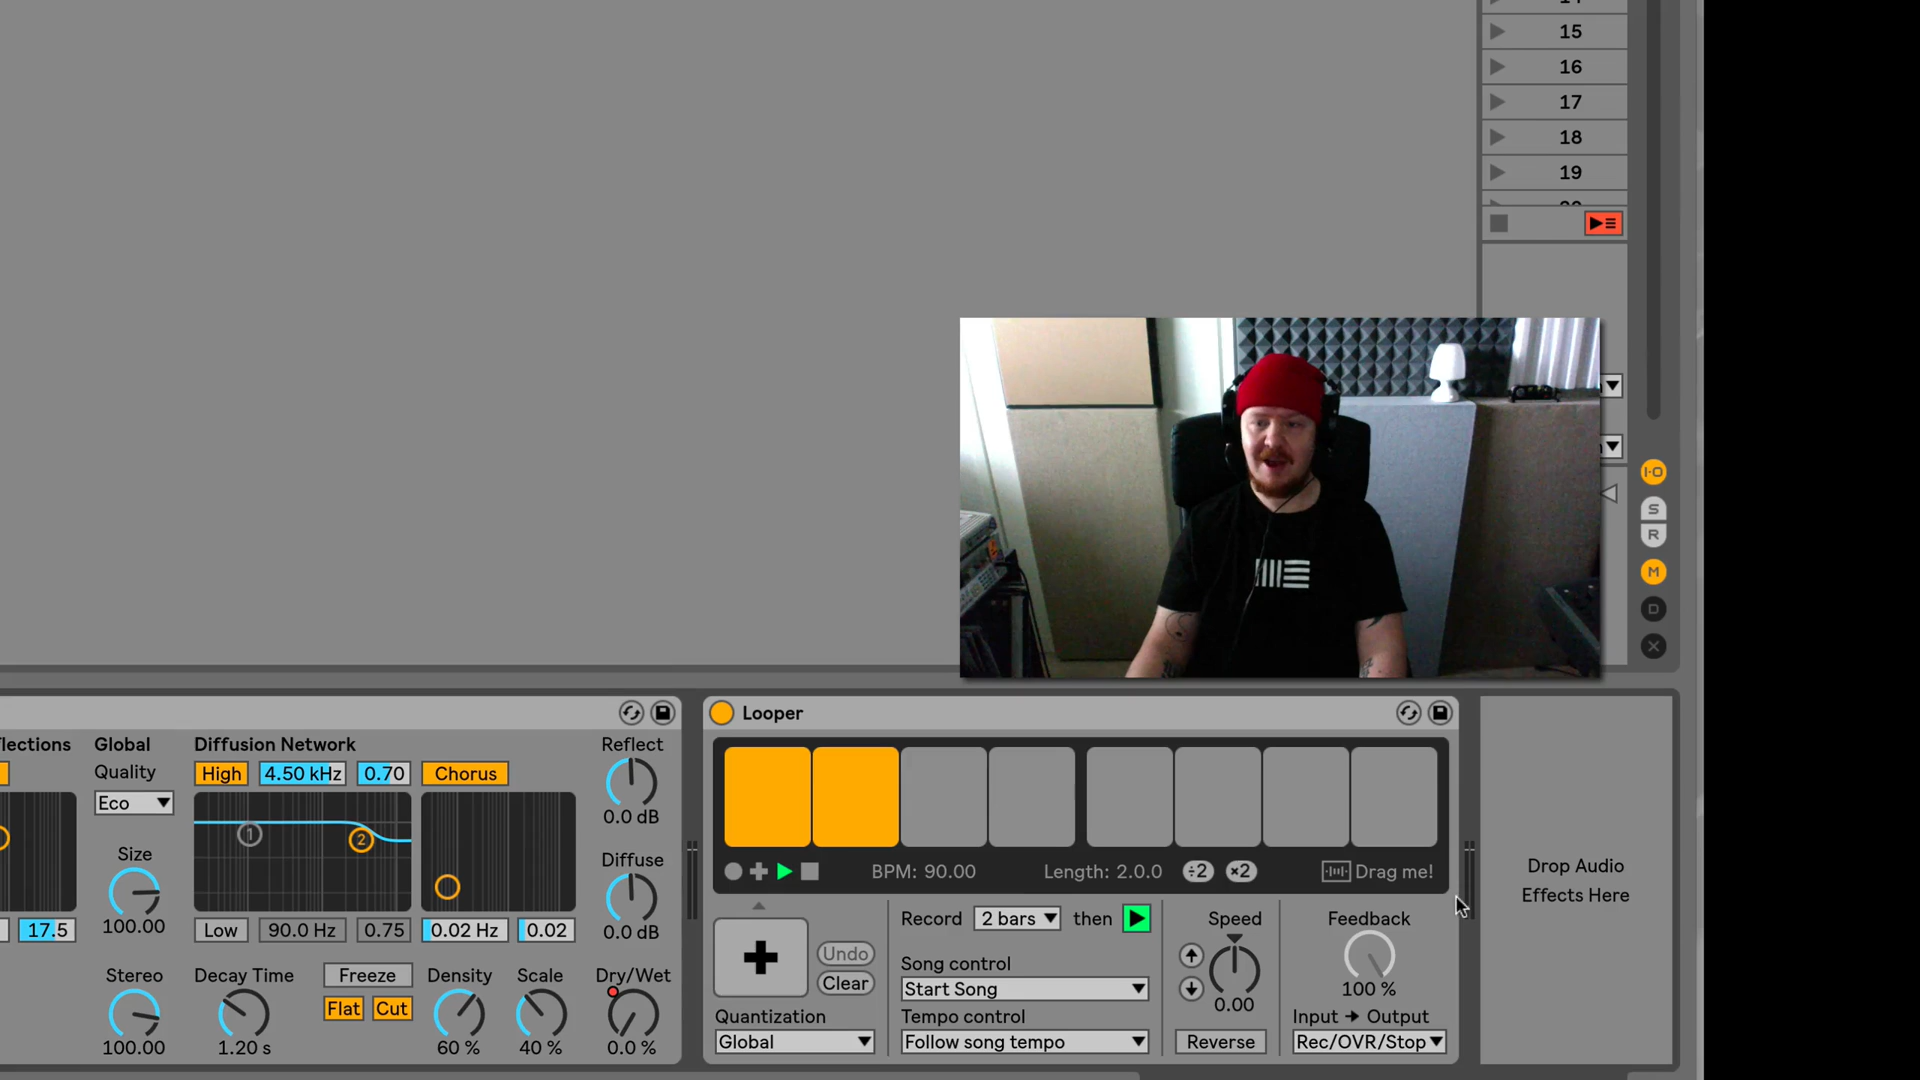 14
15
16
17
18
19
I·O
S
R
M
D
Looper
lections
Global
Diffusion Network
Reflect
Quality
High
4.50 kHz
0.70
Chorus
Eco
0.0 dB
1
2
Size
Diffuse
BPM: 90.00
Length: 2.0.0
÷2
×2
Drag me!
Drop Audio
Effects Here
100.00
17.5
Low
90.0 Hz
0.75
0.02 Hz
0.02
0.0 dB
Record
2 bars
then
Speed
Feedback
Undo
Clear
Song control
Start Song
0.00
100 %
Stereo
Decay Time
Freeze
Density
Scale
Dry/Wet
Flat
Cut
Quantization
Tempo control
Input → Output
100.00
1.20 s
60 %
40 %
0.0 %
Global
Follow song tempo
Reverse
Rec/OVR/Stop